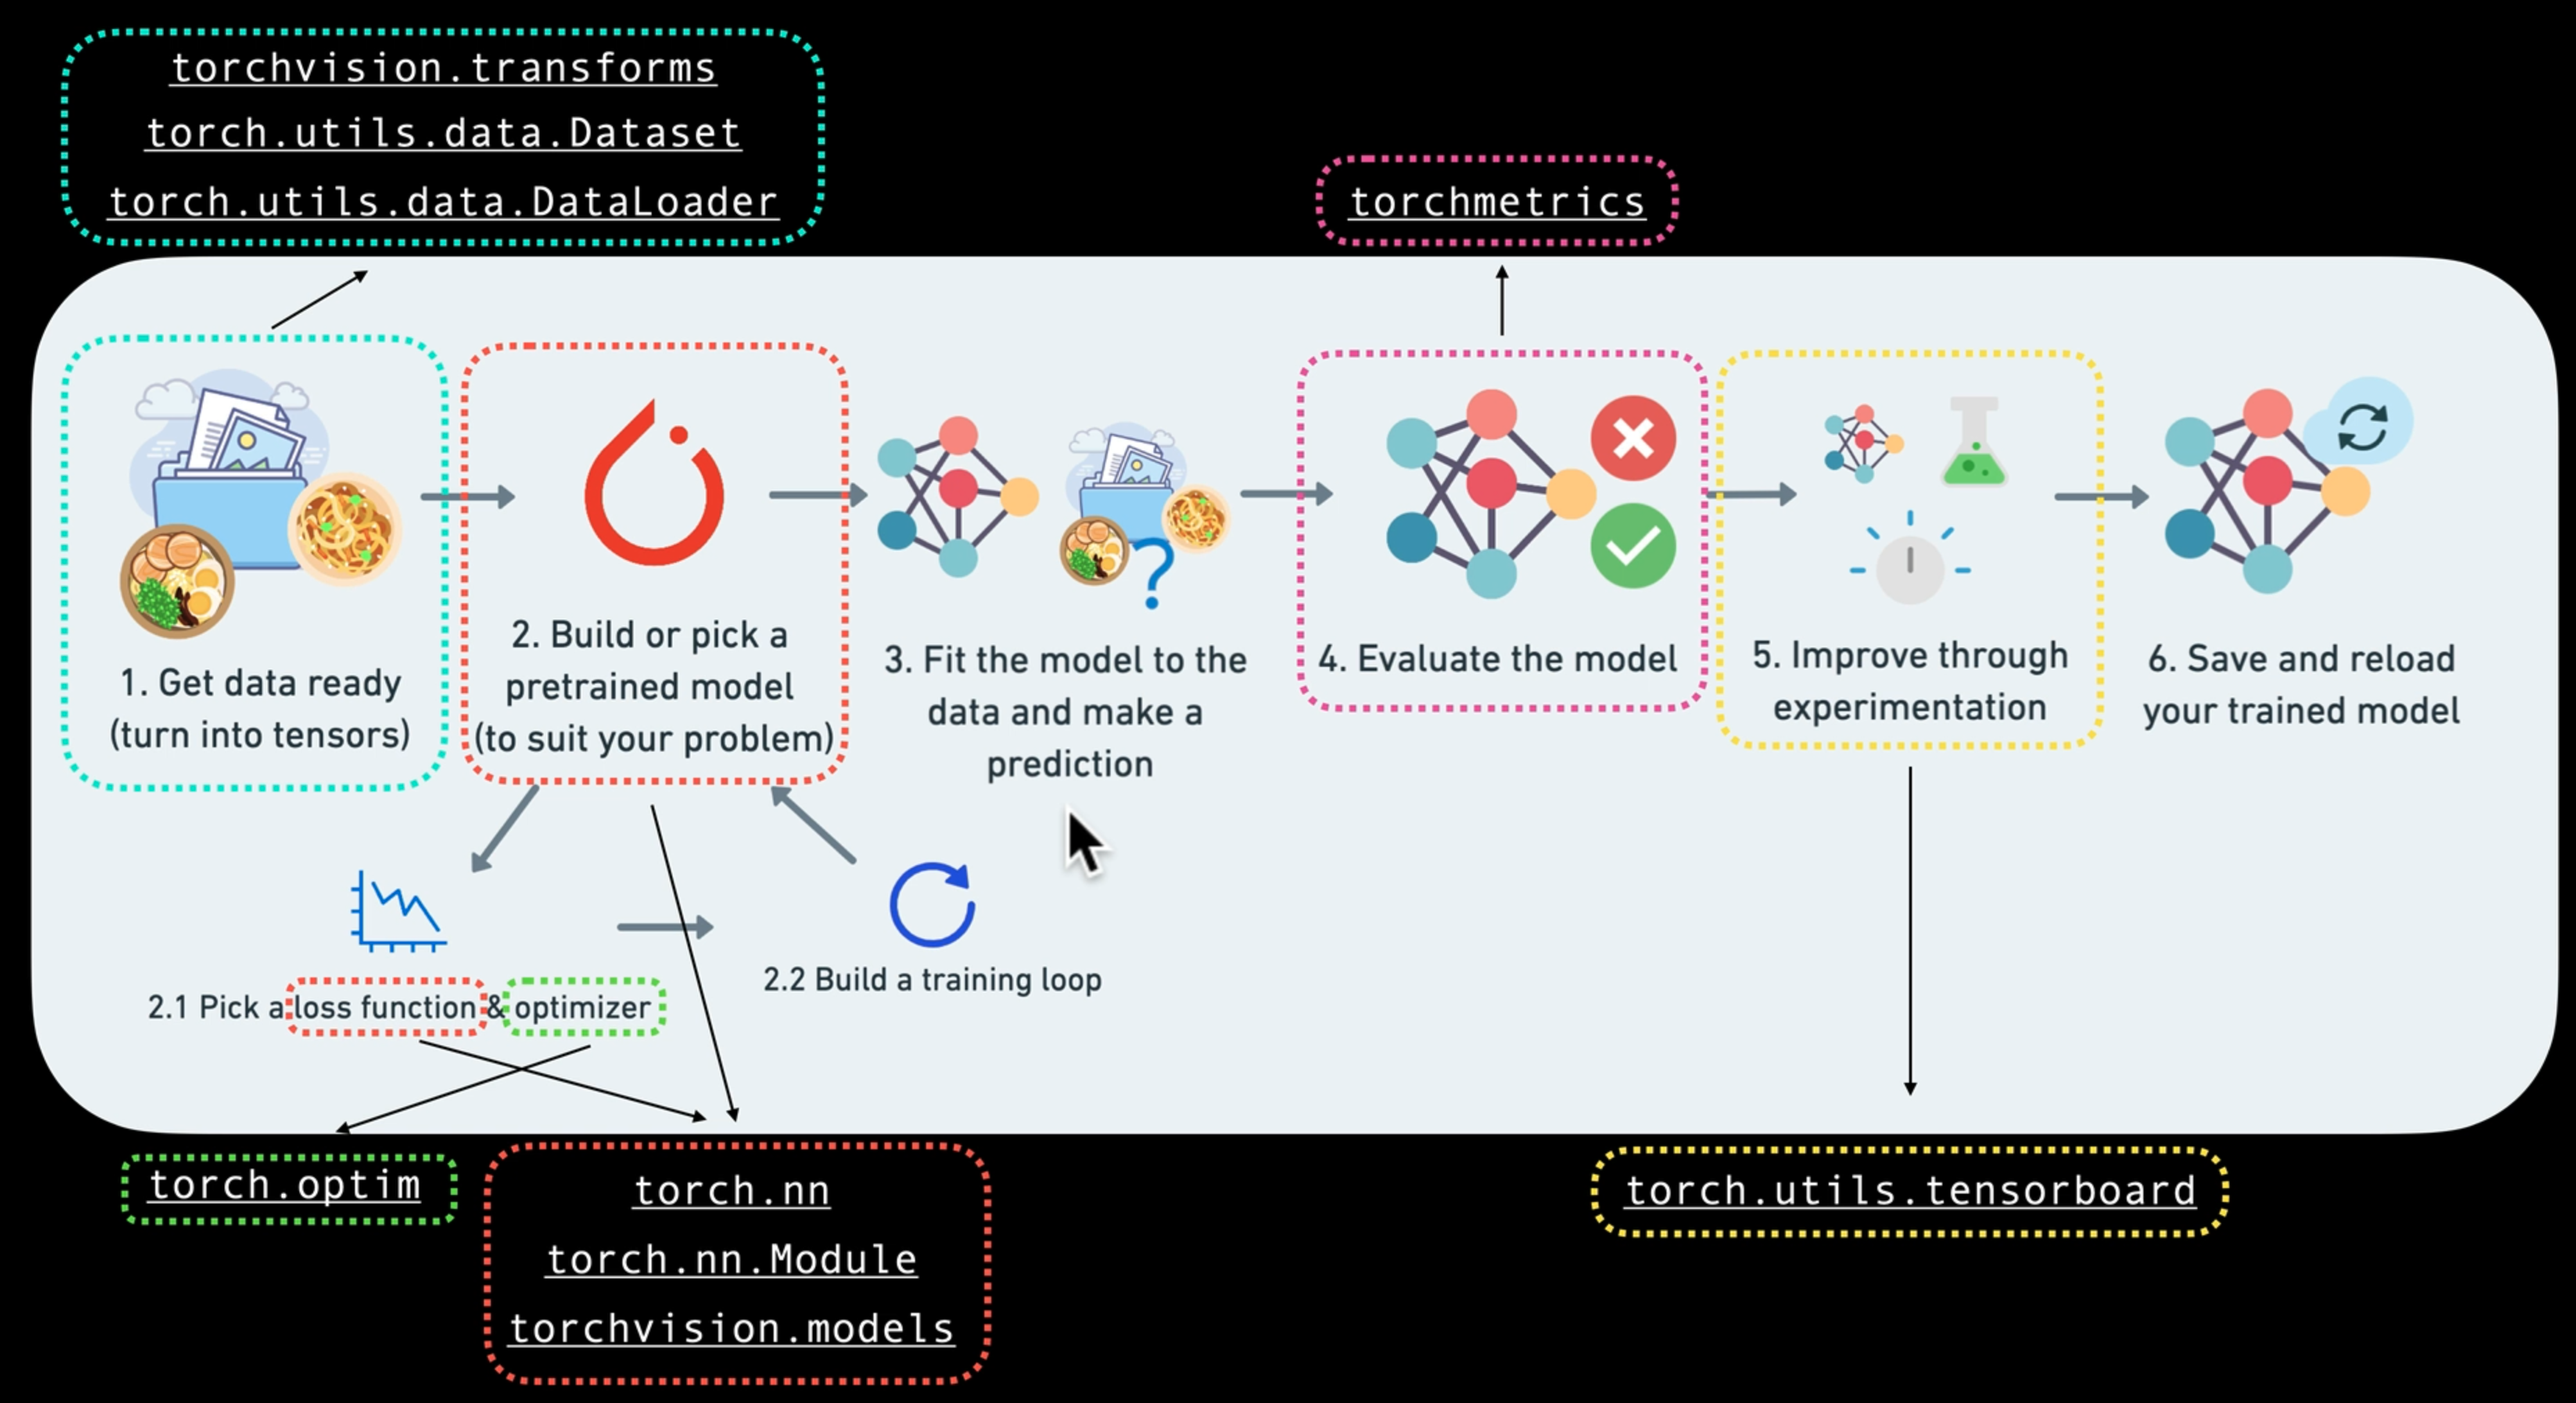 torchvision.transforms
torch.utils.data.Dataset
torch.utils.data.DataLoader
torchmetrics
1. Get data ready
(turn into tensors)
2. Build or pick a
pretrained model
(to suit your problem)
3. Fit the model to the
data and make a
prediction
4. Evaluate the model
5. Improve through
experimentation
6. Save and reload
your trained model
2.1 Pick a loss function & optimizer
2.2 Build a training loop
torch.optim
torch.nn
torch.nn.Module
torchvision.models
torch.utils.tensorboard